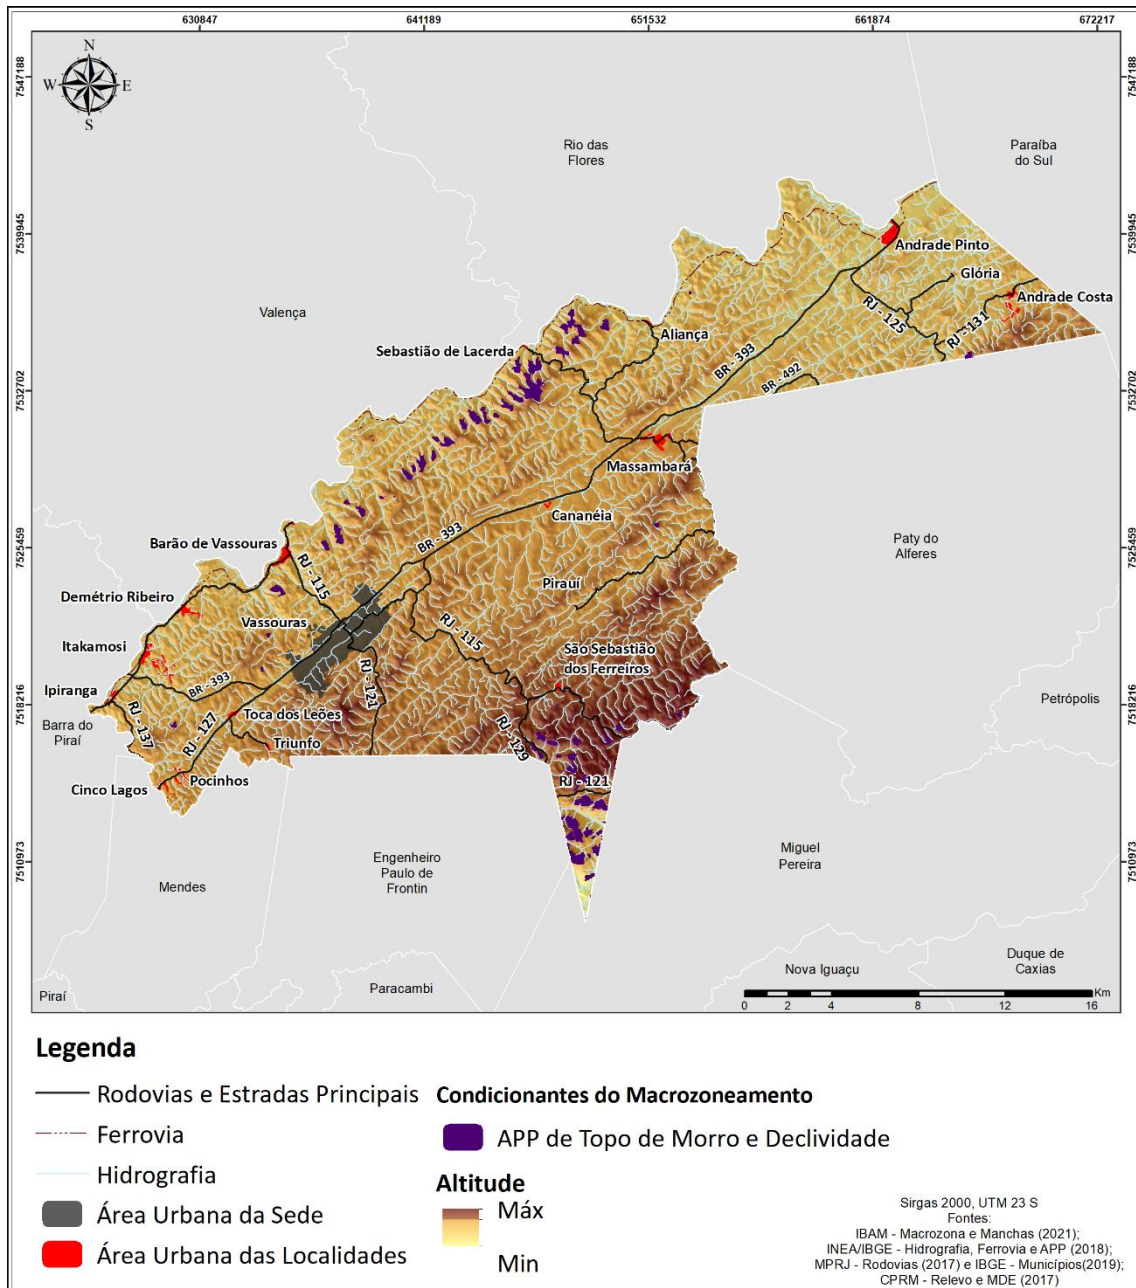 630847
641189
651532
661874
672217
7547188
7547188
N
W
E
S
Rio das
Flores
Paraíba
do Sul
7539945
7539945
Andrade Pinto
Glória
Andrade Costa
Valença
RJ - 125
RJ - 131
Aliança
Sebastião de Lacerda
BR - 393
BR - 492
7532702
7532702
Massambará
Cananéia
BR - 393
Barão de Vassouras
7525459
7525459
Paty do
Alferes
RJ - 115
Pirauí
Demétrio Ribeiro
Vassouras
RJ - 115
Itakamosi
São Sebastião
dos Ferreiros
RJ - 121
BR - 393
Ipiranga
Petrópolis
7518216
7518216
Barra do
Piraí
RJ - 137
RJ - 127
Toca dos Leões
Triunfo
RJ - 129
Pocinhos
Cinco Lagos
RJ - 121
Engenheiro
Paulo de
Frontin
Miguel
Pereira
7510973
7510973
Mendes
Duque de
Caxias
Nova Iguaçu
Paracambi
Piraí
Km
0 2 4 8 12 16
Legenda
Rodovias e Estradas Principais
Ferrovia
Hidrografia
Área Urbana da Sede
Área Urbana das Localidades
Condicionantes do Macrozoneamento
APP de Topo de Morro e Declividade
Altitude
Máx
Min
Sirgas 2000, UTM 23 S
Fontes:
IBAM - Macrozona e Manchas (2021);
INEA/IBGE - Hidrografia, Ferrovia e APP (2018);
MPRJ - Rodovias (2017) e IBGE - Municípios(2019);
CPRM - Relevo e MDE (2017)